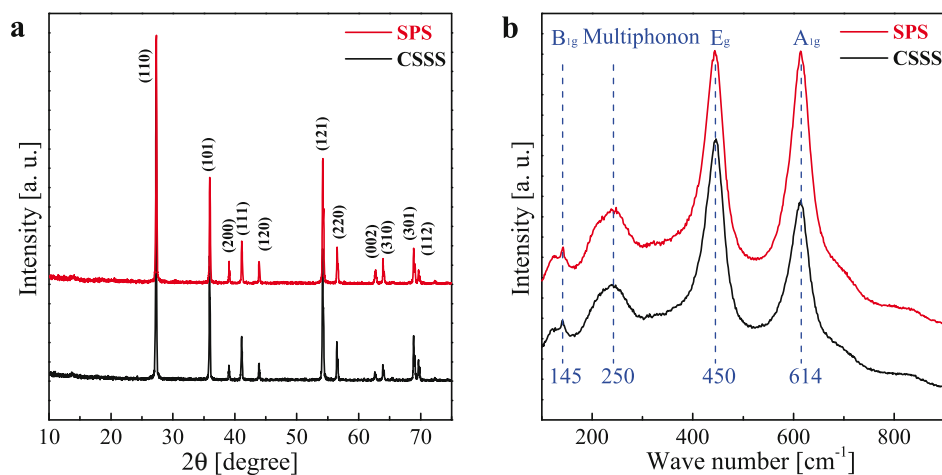 a
SPS
CSSS
(110)
(101)
(200)
(111)
(120)
(121)
(220)
(002)
(310)
(301)
(112)
Intensity [a. u.]
10 20 30 40 50 60 70
2θ [degree]
b
B1g Multiphonon Eg A1g
SPS
CSSS
145 250 450 614
Intensity [a. u.]
200 400 600 800
Wave number [cm-1]